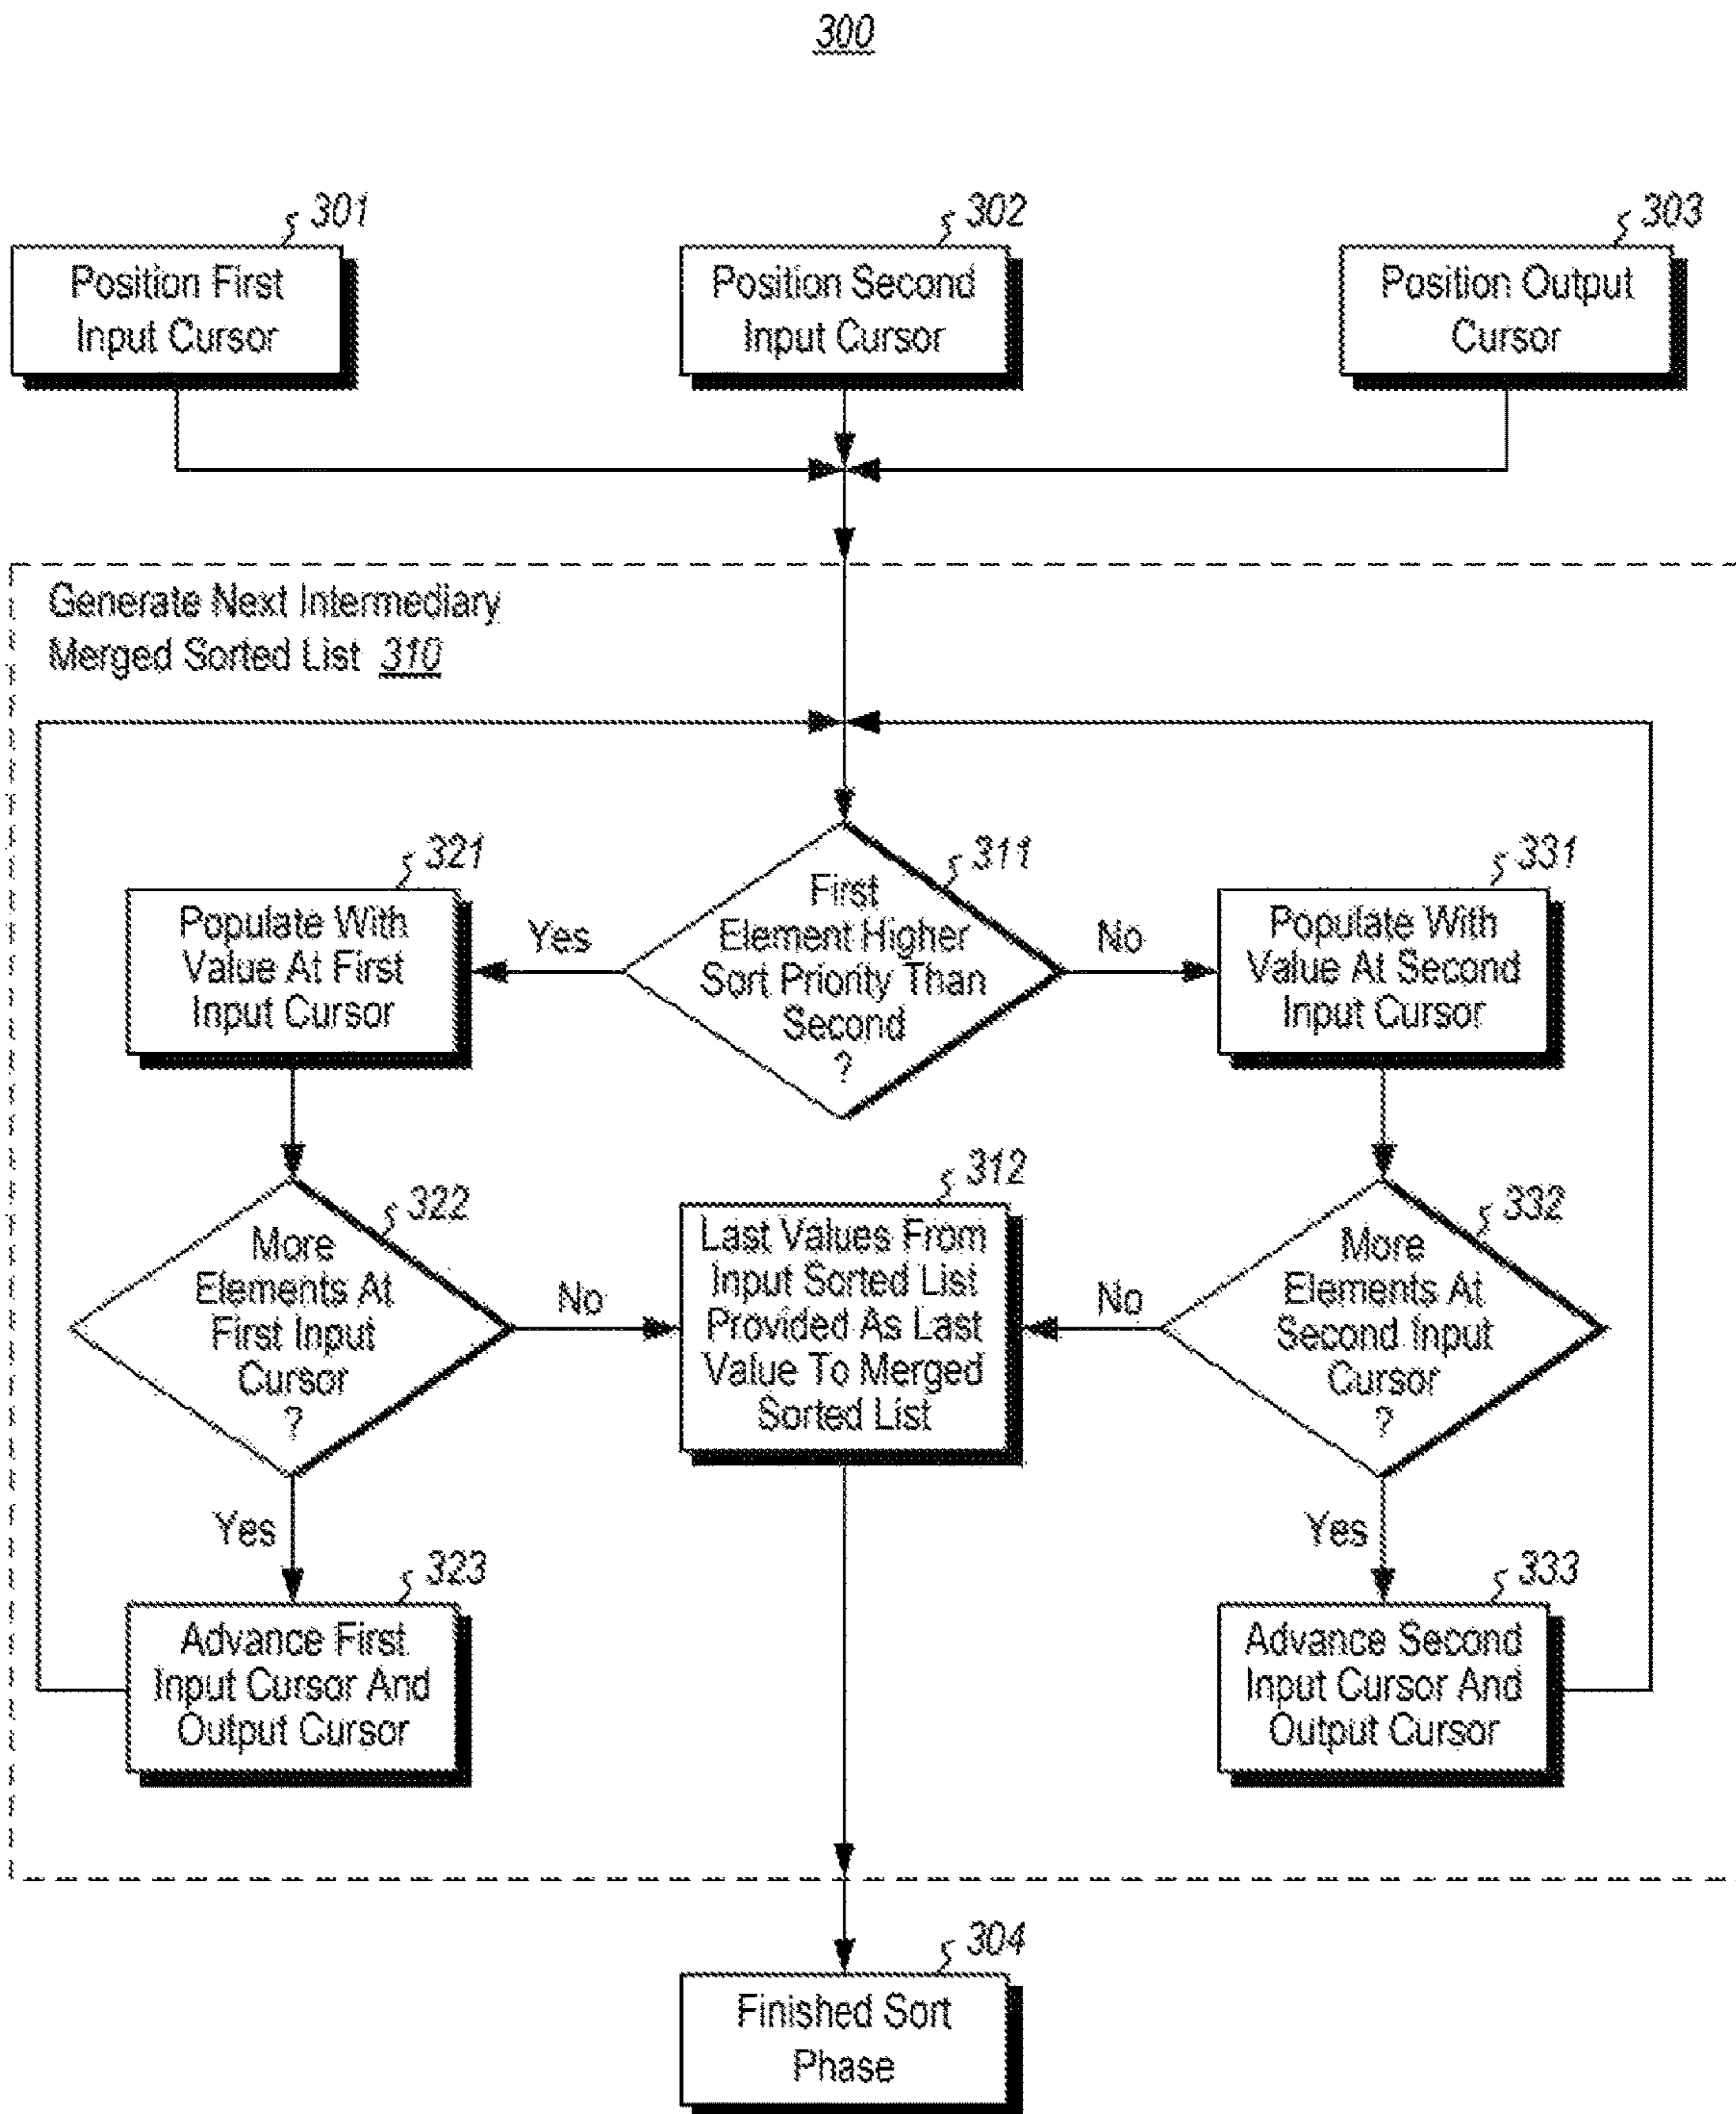 300
301
Position First
Input Cursor
302
Position Second
Input Cursor
303
Position Output
Cursor
Generate Next Intermediary
Merged Sorted List 310
311
First
Element Higher
Sort Priority Than
Second
?
Yes
No
321
Populate With
Value At First
Input Cursor
331
Populate With
Value At Second
Input Cursor
322
More
Elements At
First Input
Cursor
?
No
Yes
312
Last Values From
Input Sorted List
Provided As Last
Value To Merged
Sorted List
332
More
Elements At
Second Input
Cursor
?
No
Yes
323
Advance First
Input Cursor And
Output Cursor
333
Advance Second
Input Cursor And
Output Cursor
304
Finished Sort
Phase